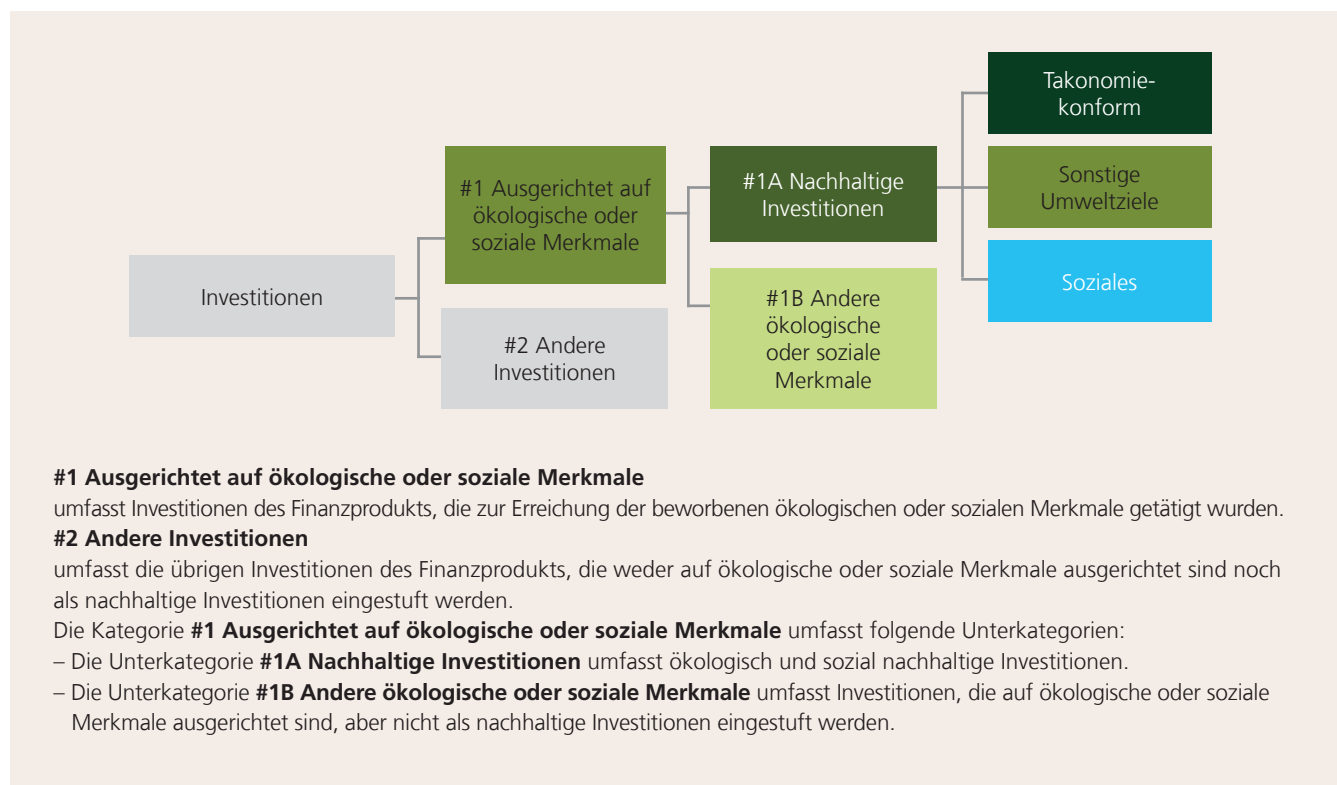 Takonomie-
konform
#1 Ausgerichtet auf
ökologische oder
soziale Merkmale
#1A Nachhaltige
Investitionen
Sonstige
Umweltziele
Investitionen
#2 Andere
Investitionen
#1B Andere
ökologische
oder soziale
Merkmale
Soziales
#1 Ausgerichtet auf ökologische oder soziale Merkmale
umfasst Investitionen des Finanzprodukts, die zur Erreichung der beworbenen ökologischen oder sozialen Merkmale getätigt wurden.
#2 Andere Investitionen
umfasst die übrigen Investitionen des Finanzprodukts, die weder auf ökologische oder soziale Merkmale ausgerichtet sind noch
als nachhaltige Investitionen eingestuft werden.
Die Kategorie #1 Ausgerichtet auf ökologische oder soziale Merkmale umfasst folgende Unterkategorien:
– Die Unterkategorie #1A Nachhaltige Investitionen umfasst ökologisch und sozial nachhaltige Investitionen.
– Die Unterkategorie #1B Andere ökologische oder soziale Merkmale umfasst Investitionen, die auf ökologische oder soziale
Merkmale ausgerichtet sind, aber nicht als nachhaltige Investitionen eingestuft werden.